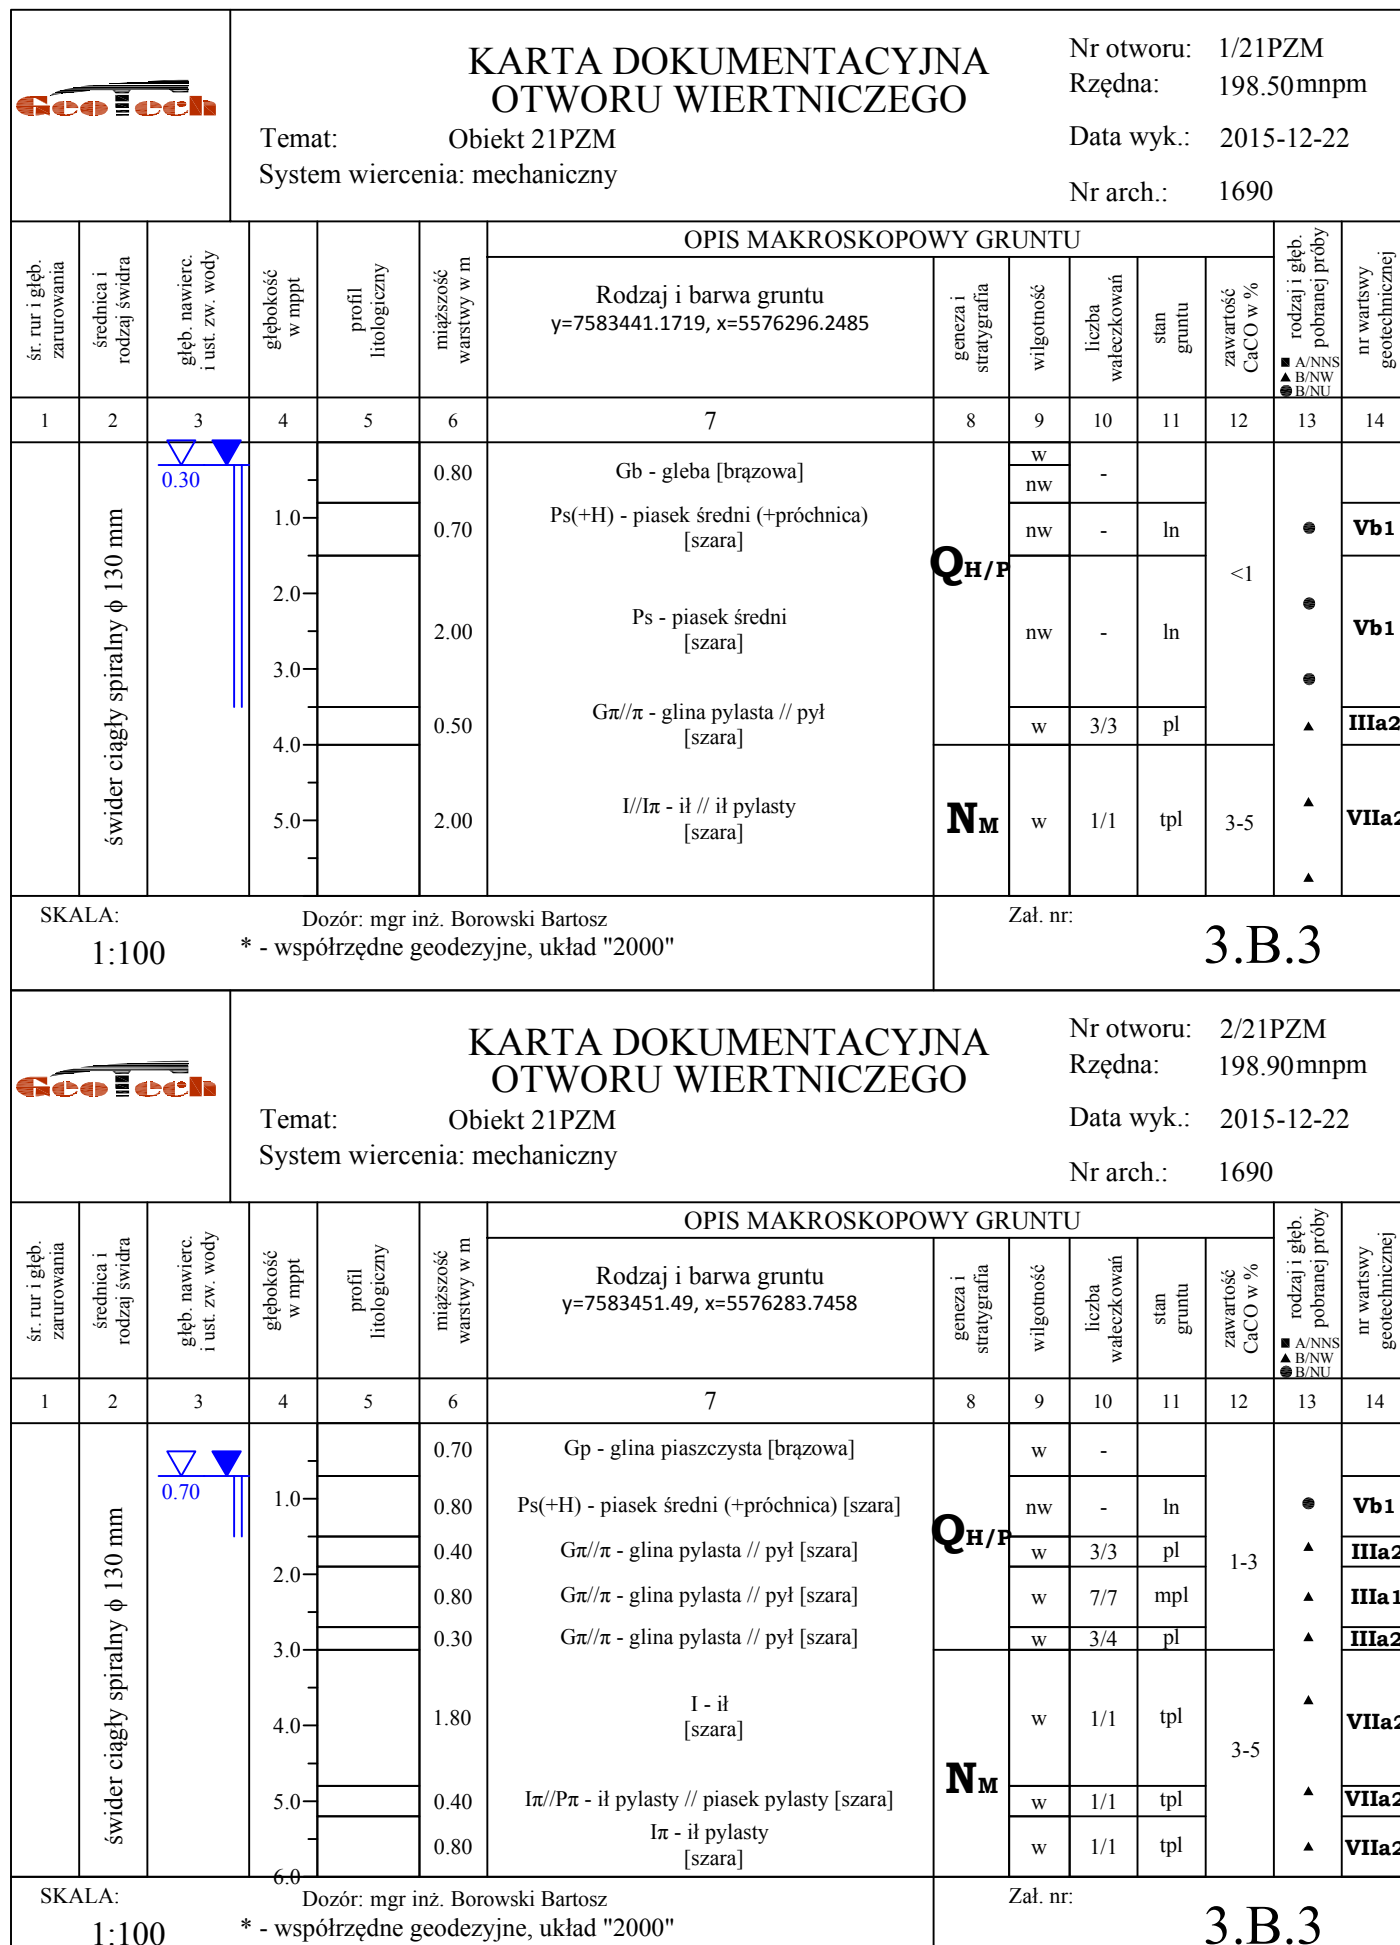 GeoTech
KARTA DOKUMENTACYJNA
OTWORU WIERTNICZEGO
Temat: Obiekt 21PZM
System wiercenia: mechaniczny
Nr otworu: 1/21PZM
Rzędna: 198.50mnpm
Data wyk.: 2015-12-22
Nr arch.: 1690
śr. rur i głęb.
zarurowania
średnica i
rodzaj świdra
głęb. nawierc.
i ust. zw. wody
głębokość
w mppt
profil
litologiczny
miąższość
warstwy w m
OPIS MAKROSKOPOWY GRUNTU
Rodzaj i barwa gruntu
y=7583441.1719, x=5576296.2485
geneza i
stratygrafia
wilgotność
liczba
wałeczkowań
stan
gruntu
zawartość
CaCO w %
rodzaj i głęb.
pobranej próby
■ A/NNS
▲ B/NW
● B/NU
nr wartswy
geotechnicznej
1 2 3 4 5 6 7 8 9 10 11 12 13 14
świder ciągły spiralny ϕ 130 mm
0.30
1.0
2.0
3.0
4.0
5.0
0.80 Gb - gleba [brązowa] w -
nw
0.70 Ps(+H) - piasek średni (+próchnica)
[szara] nw - ln Vb1
QH/P
<1
2.00 Ps - piasek średni
[szara] nw - ln Vb1
0.50 Gπ//π - glina pylasta // pył
[szara] w 3/3 pl IIIa2
2.00 I//Iπ - ił // ił pylasty
[szara] NM w 1/1 tpl 3-5 VIIa2
SKALA:
1:100
Dozór: mgr inż. Borowski Bartosz
* - współrzędne geodezyjne, układ "2000"
Zał. nr:
3.B.3
GeoTech
KARTA DOKUMENTACYJNA
OTWORU WIERTNICZEGO
Temat: Obiekt 21PZM
System wiercenia: mechaniczny
Nr otworu: 2/21PZM
Rzędna: 198.90mnpm
Data wyk.: 2015-12-22
Nr arch.: 1690
śr. rur i głęb.
zarurowania
średnica i
rodzaj świdra
głęb. nawierc.
i ust. zw. wody
głębokość
w mppt
profil
litologiczny
miąższość
warstwy w m
OPIS MAKROSKOPOWY GRUNTU
Rodzaj i barwa gruntu
y=7583451.49, x=5576283.7458
geneza i
stratygrafia
wilgotność
liczba
wałeczkowań
stan
gruntu
zawartość
CaCO w %
rodzaj i głęb.
pobranej próby
■ A/NNS
▲ B/NW
● B/NU
nr wartswy
geotechnicznej
1 2 3 4 5 6 7 8 9 10 11 12 13 14
świder ciągły spiralny ϕ 130 mm
0.70
1.0
2.0
3.0
4.0
5.0
6.0
0.70 Gp - glina piaszczysta [brązowa] w -
0.80 Ps(+H) - piasek średni (+próchnica) [szara] nw - ln Vb1
QH/P
0.40 Gπ//π - glina pylasta // pył [szara] w 3/3 pl IIIa2
1-3
0.80 Gπ//π - glina pylasta // pył [szara] w 7/7 mpl IIIa1
0.30 Gπ//π - glina pylasta // pył [szara] w 3/4 pl IIIa2
1.80 I - ił
[szara] w 1/1 tpl VIIa2
3-5
NM
0.40 Iπ//Pπ - ił pylasty // piasek pylasty [szara] w 1/1 tpl VIIa2
0.80 Iπ - ił pylasty
[szara] w 1/1 tpl VIIa2
SKALA:
1:100
Dozór: mgr inż. Borowski Bartosz
* - współrzędne geodezyjne, układ "2000"
Zał. nr:
3.B.3